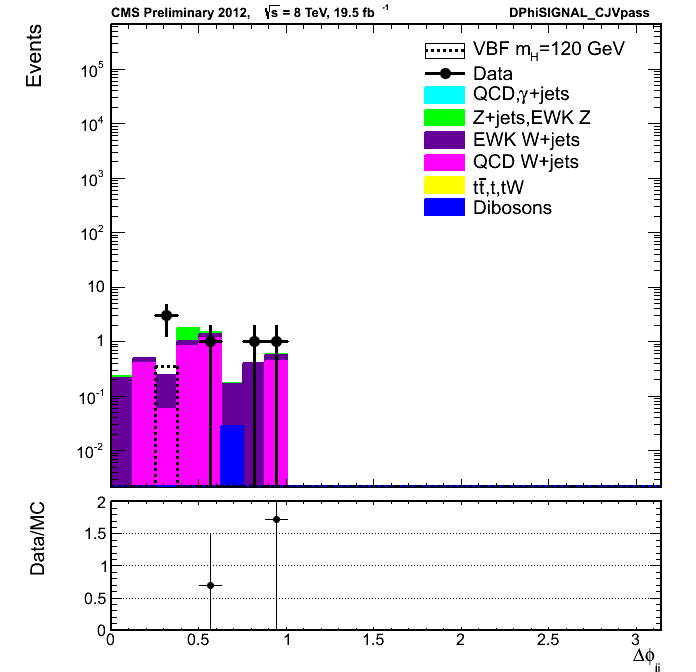 CMS Preliminary 2012, √s = 8 TeV, 19.5 fb⁻¹ DPhiSIGNAL_CJVpass
Events
VBF m_H=120 GeV
Data
QCD,γ+jets
Z+jets,EWK Z
EWK W+jets
QCD W+jets
tt̄,t,tW
Dibosons
10⁵
10⁴
10³
10²
10
1
10⁻¹
10⁻²
Data/MC
2
1.5
1
0.5
0
0 0.5 1 1.5 2 2.5 3
Δϕ_jj